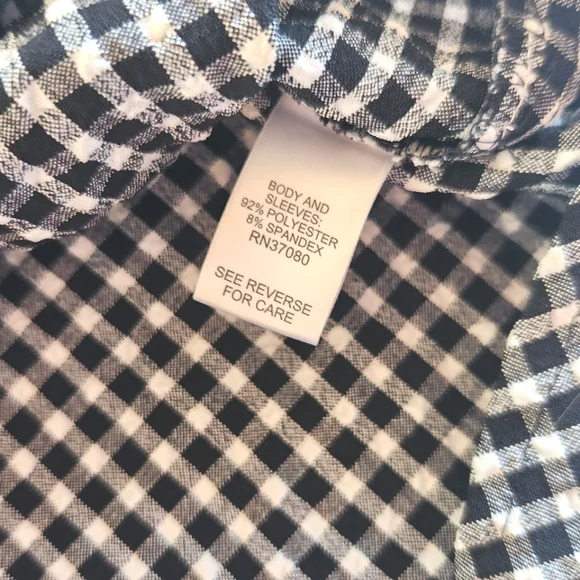 BODY AND
SLEEVES:
92% POLYESTER
8% SPANDEX
RN37080
SEE REVERSE
FOR CARE